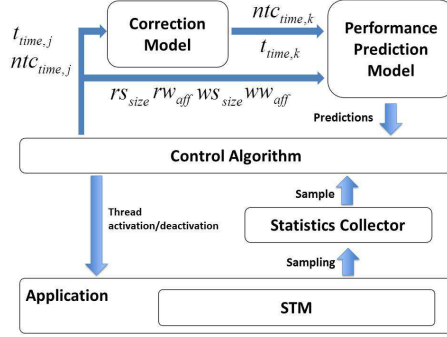 t_time,j
ntc_time,j
Correction
Model
ntc_time,k
t_time,k
Performance
Prediction
Model
rs_size rw_aff ws_size ww_aff
Predictions
Control Algorithm
Thread
activation/deactivation
Sample
Statistics Collector
Sampling
Application
STM